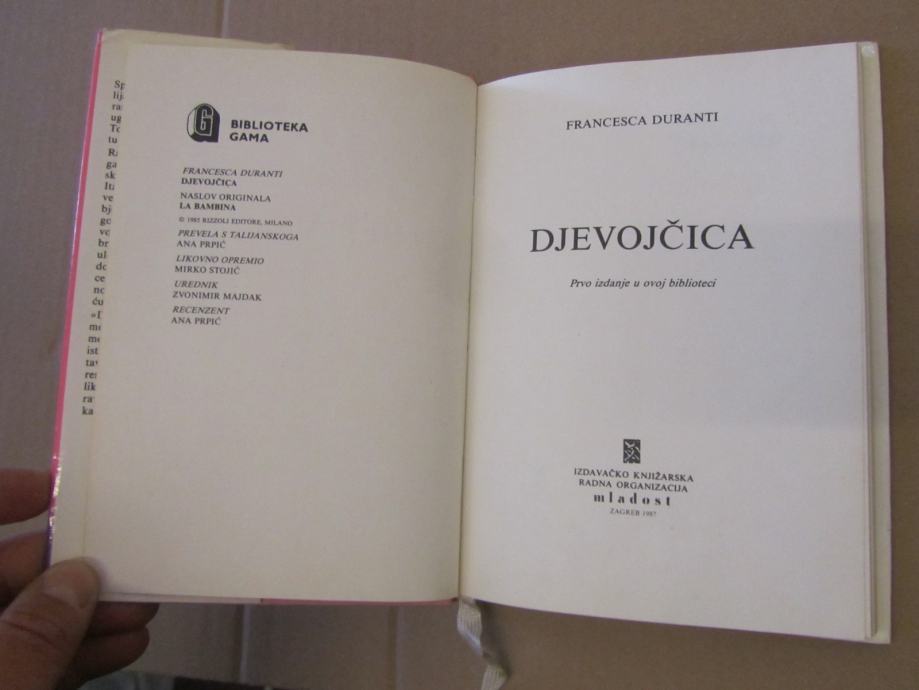 BIBLIOTEKA
GAMA
FRANCESCA DURANTI
DJEVOJČICA
NASLOV ORIGINALA
LA BAMBINA
© 1985 RIZZOLI EDITORE, MILANO
PREVELA S TALIJANSKOGA
ANA PRPIĆ
LIKOVNO OPREMIO
MIRKO STOJIĆ
UREDNIK
ZVONIMIR MAJDAK
RECENZENT
ANA PRPIĆ
FRANCESCA DURANTI
DJEVOJČICA
Prvo izdanje u ovoj biblioteci
IZDAVAČKO KNJIŽARSKA
RADNA ORGANIZACIJA
mladost
ZAGREB 1987